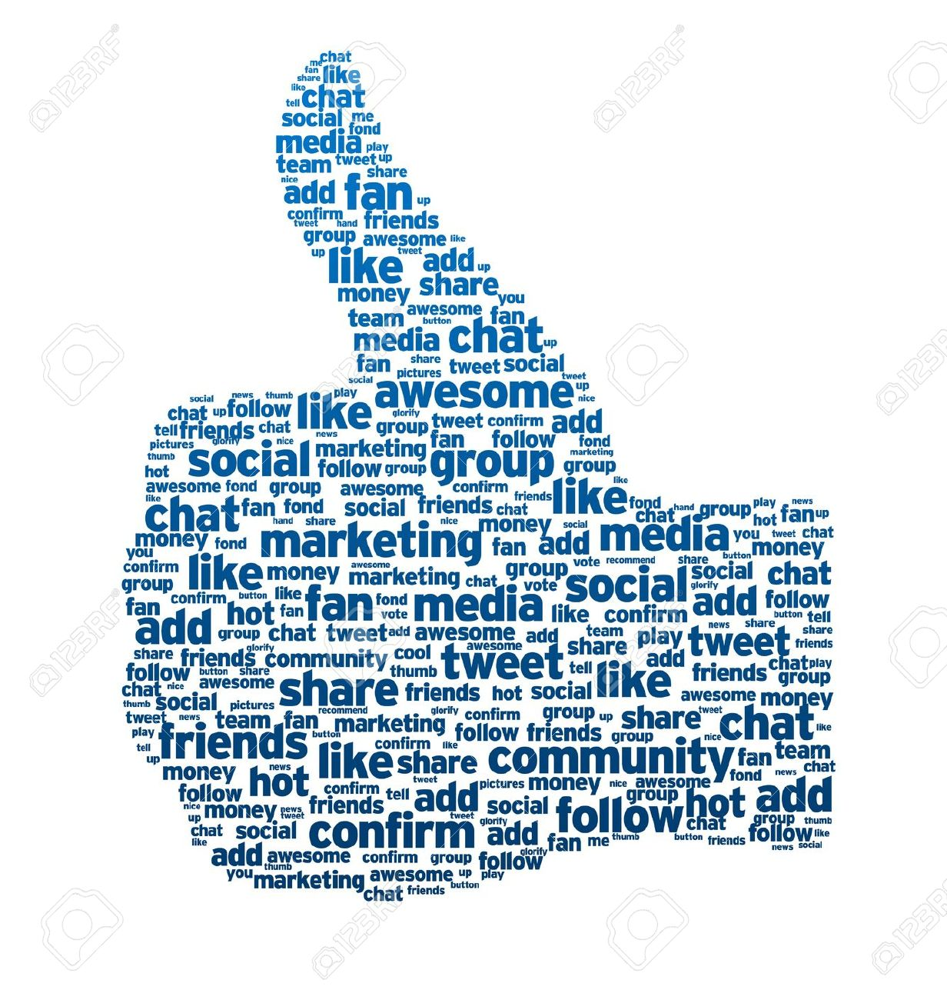 chat
me
fan like
share
like
tell chat
social me
fond
media play
team tweet up
share
nice
add fan up
confirm friends
tweet hand
group awesome like
up tweet
like add up
money share you
awesome
team button fan
media chat up
fan share tweet social
pictures tweet
social awesome up
play nice
social news thumb
chat up follow like glorify
tell friends chat group tweet confirm add
news
pictures glorify nice marketing fan follow fond
thumb social group marketing
hot follow group group
like
awesome fond group awesome confirm like
like friends fond
chat fan fond social friends chat chat hand group play news
hand share nice money social hot fan up
money fond marketing fan add media you tweet chat
you money
confirm like money awesome group vote recommend share button
group marketing chat vote social social glorify chat
confirm button like fan fond media add follow
fan hot fan vote like confirm button tell
add group chat tweet add awesome add team play news share share
glorify awesome share tweet friends
share friends community cool tweet add chat play
follow button share thumb tell like friends group
chat nice awesome share friends hot social awesome money
thumb social pictures recommend glorify confirm group up share tweet chat
tweet news team fan marketing follow friends group nice like
play friends button
tell confirm like community fan team
up like share
money news hot tweet pictures money nice awesome fond news chat
follow confirm tell add group hot add
nice money news tweet friends tweet social follow
up glorify chat group thumb
chat social confirm add fan me thumb button friends follow like
like news social
add awesome confirm group follow glorify
you thumb marketing awesome up play
chat friends button
123RF